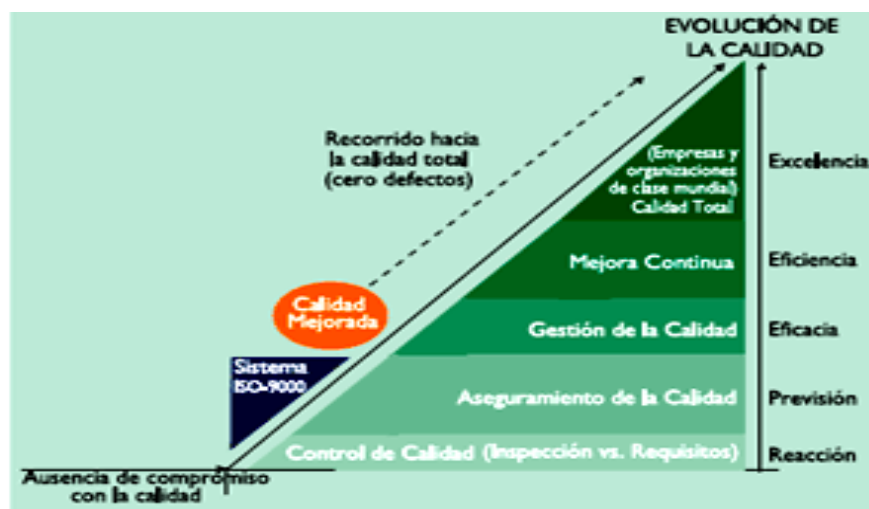 EVOLUCIÓN DE
LA CALIDAD
Recorrido hacia
la calidad total
(cero defectos)
(Empresas y
organizaciones
de clase mundial)
Calidad Total
Excelencia
Mejora Continua
Eficiencia
Calidad
Mejorada
Gestión de la Calidad
Eficacia
Sistema
ISO-9000
Aseguramiento de la Calidad
Previsión
Control de Calidad (Inspección vs. Requisitos)
Reacción
Ausencia de compromiso
con la calidad